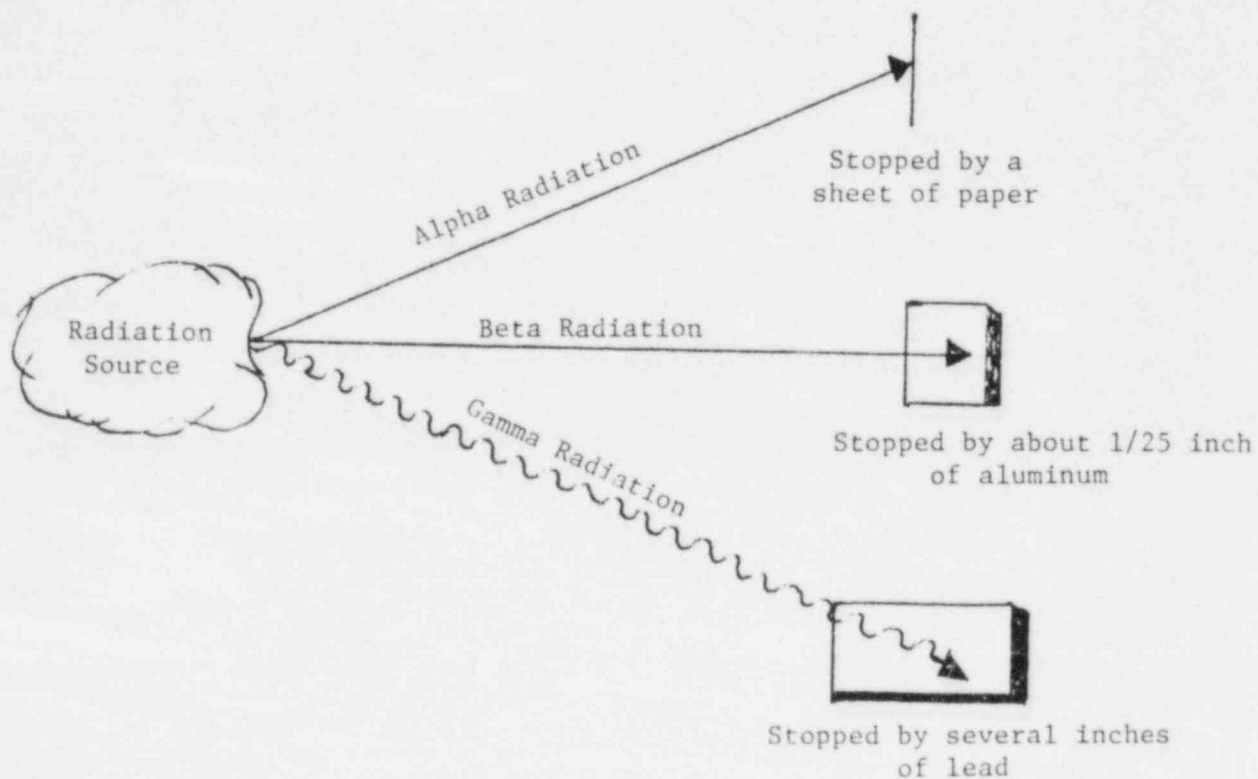 Alpha Radiation
Stopped by a
sheet of paper
Radiation
Source
Beta Radiation
Stopped by about 1/25 inch
of aluminum
Gamma Radiation
Stopped by several inches
of lead